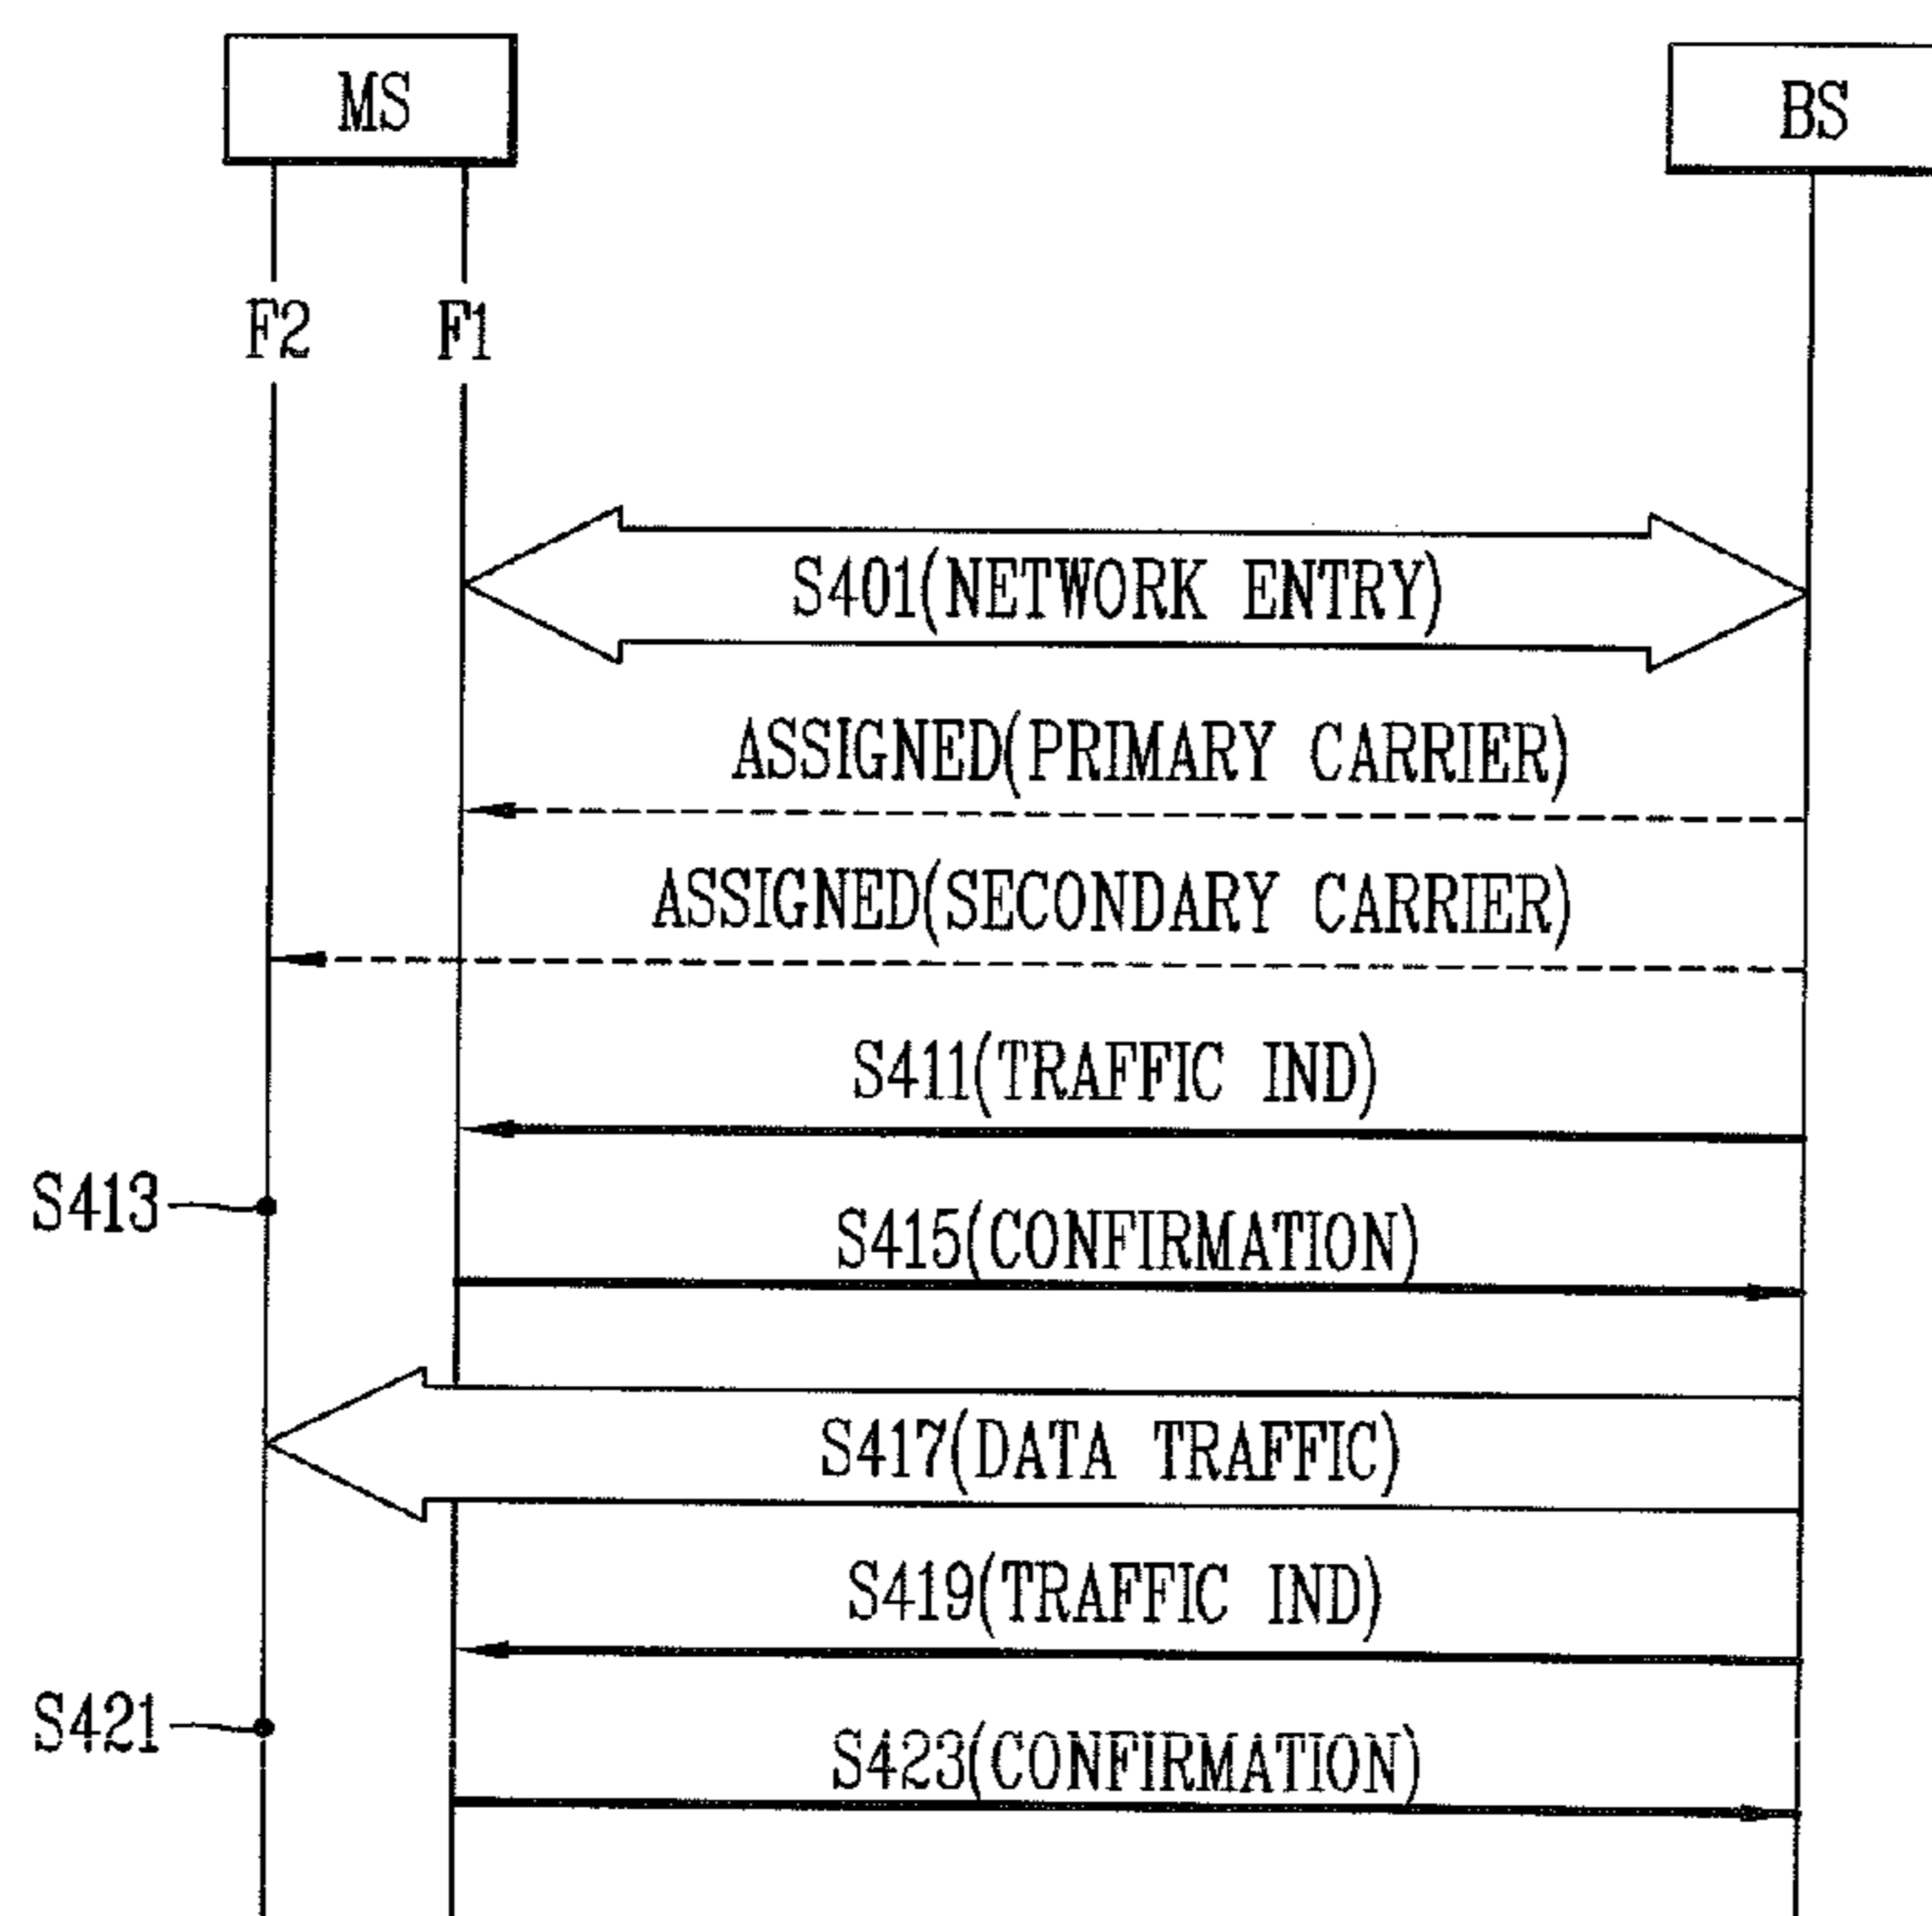 MS
BS
F2
F1
S401(NETWORK ENTRY)
ASSIGNED(PRIMARY CARRIER)
ASSIGNED(SECONDARY CARRIER)
S411(TRAFFIC IND)
S413
S415(CONFIRMATION)
S417(DATA TRAFFIC)
S419(TRAFFIC IND)
S421
S423(CONFIRMATION)